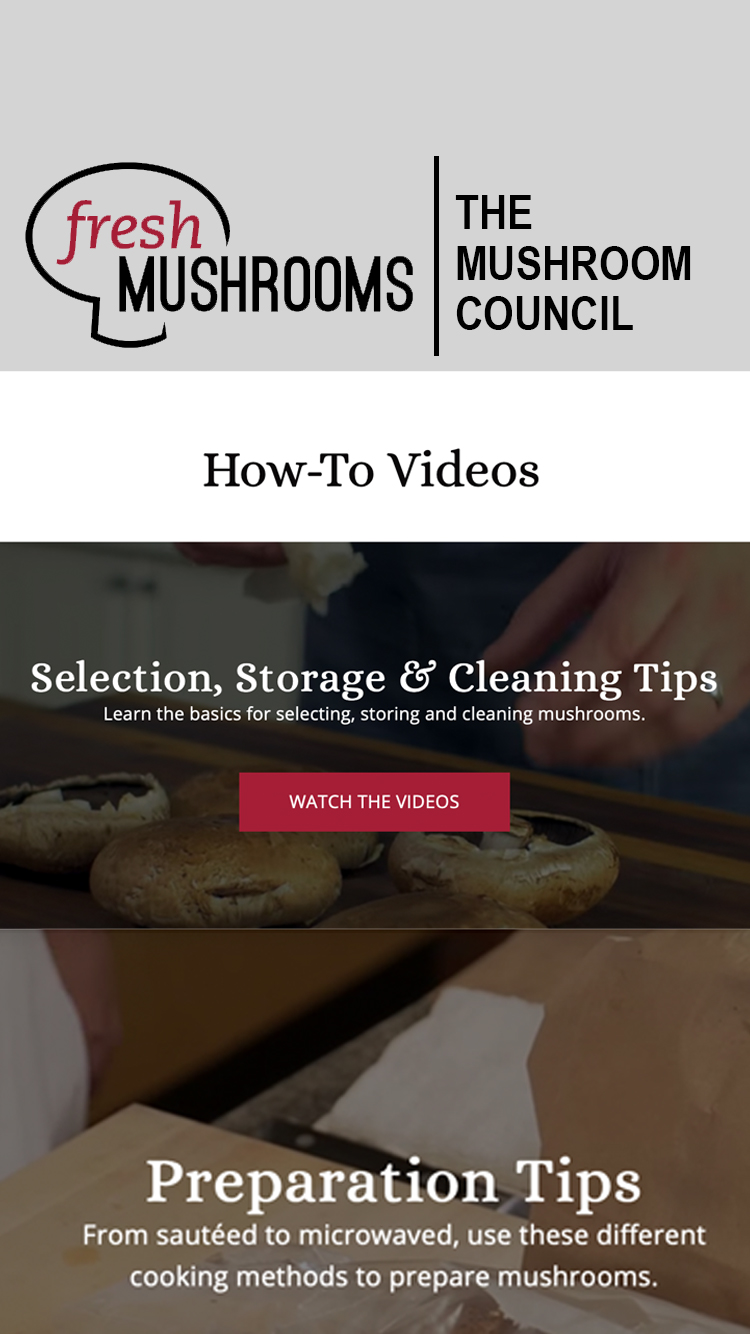 fresh
MUSHROOMS
THE
MUSHROOM
COUNCIL
How-To Videos
Selection, Storage & Cleaning Tips
Learn the basics for selecting, storing and cleaning mushrooms.
WATCH THE VIDEOS
Preparation Tips
From sautéed to microwaved, use these different
cooking methods to prepare mushrooms.